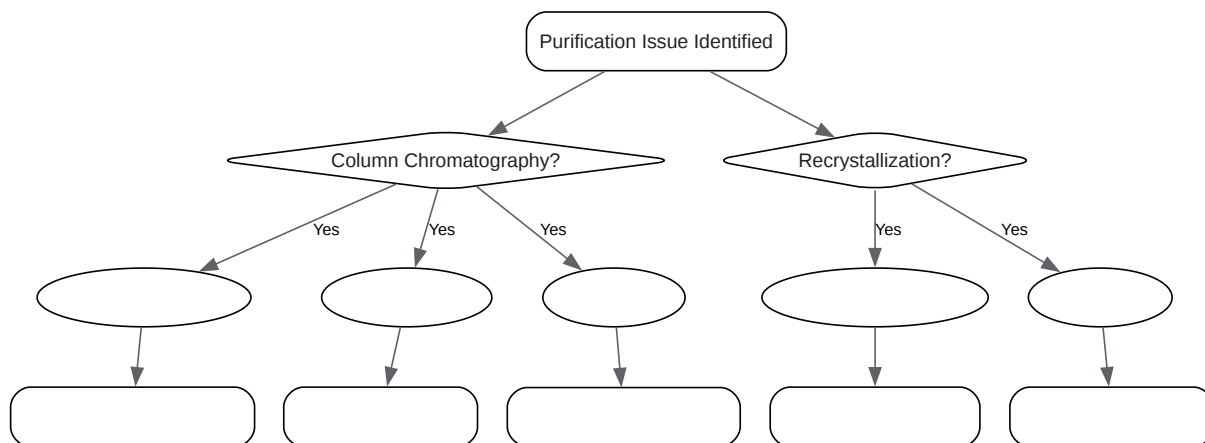 Purification Issue Identified
Column Chromatography?
Recrystallization?
Yes
Yes
Yes
Yes
Yes